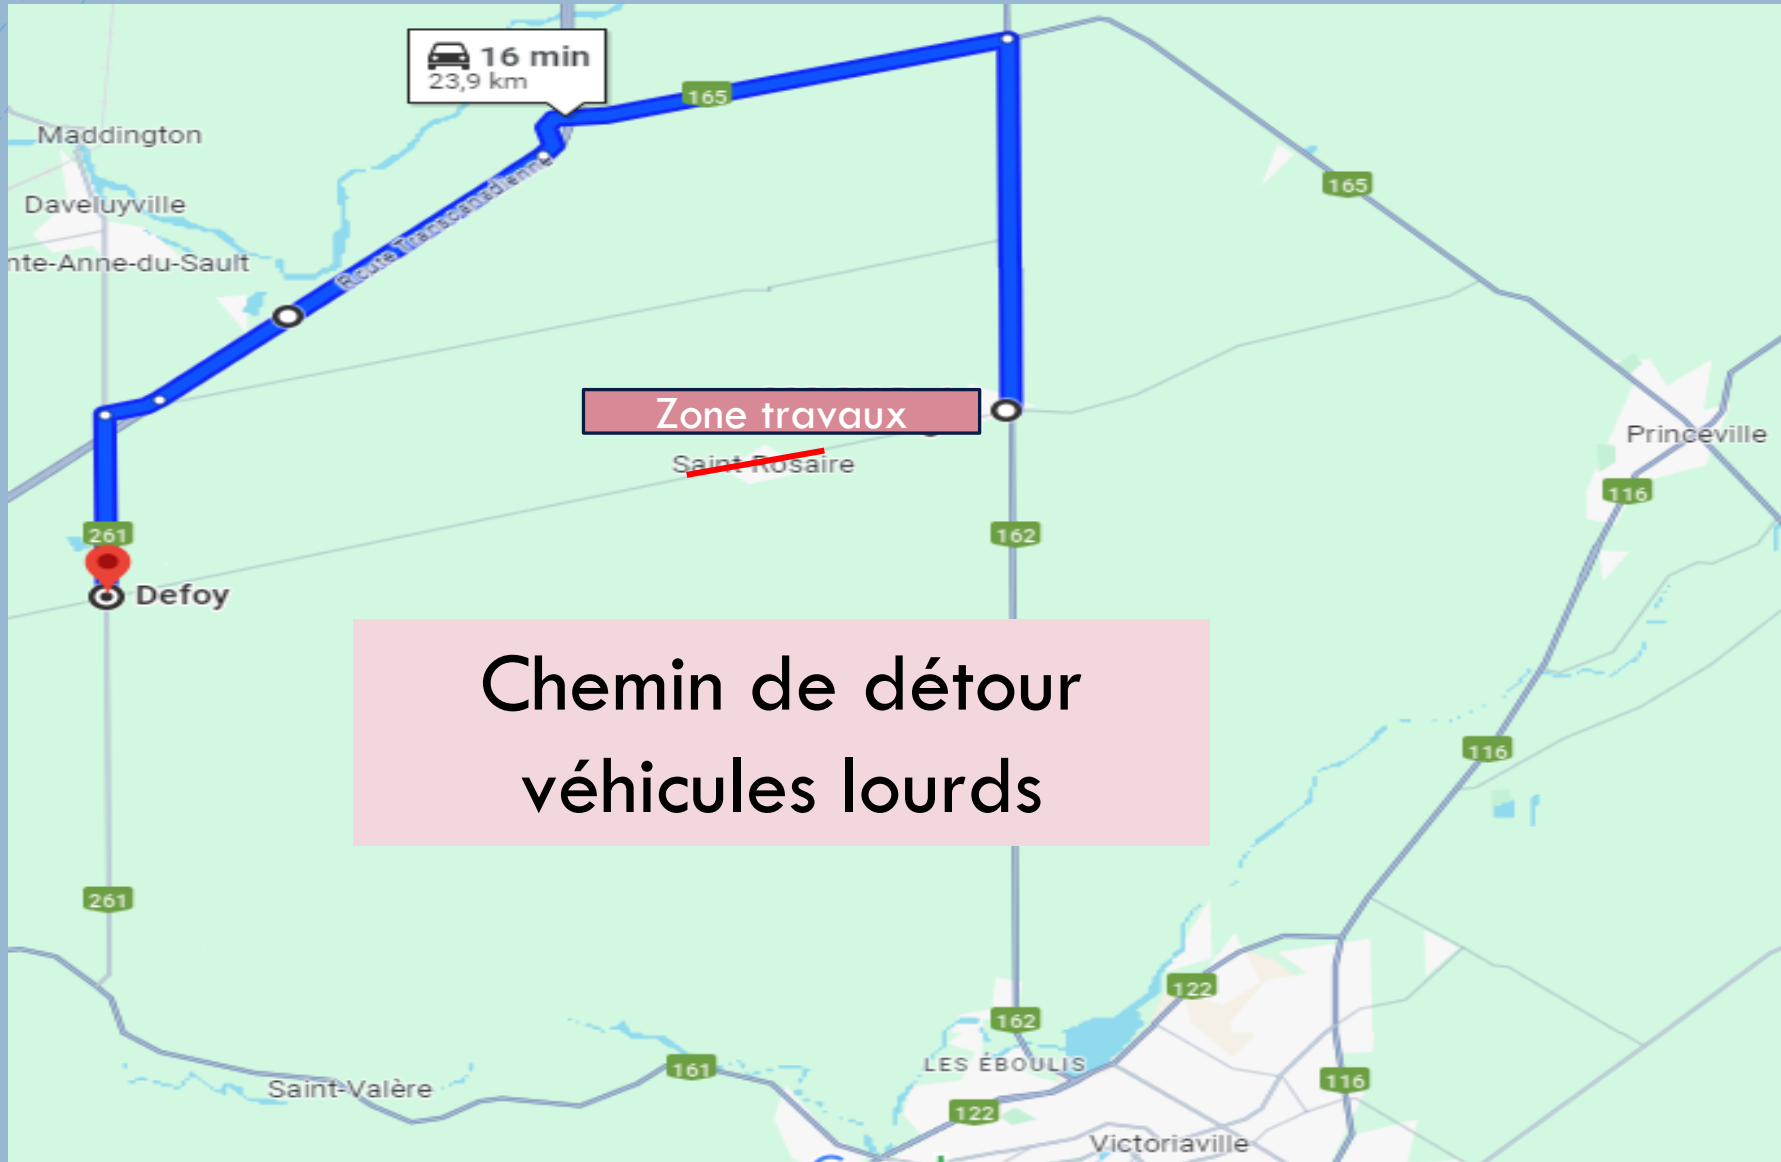 16 min
23,9 km
165
Maddington
165
Daveluyville
Route Transcanadienne
nte-Anne-du-Sault
Zone travaux
Princeville
Saint-Rosaire
116
261
162
Defoy
Chemin de détour
véhicules lourds
116
261
122
162
LES ÉBOULIS
161
116
Saint-Valère
122
Victoriaville